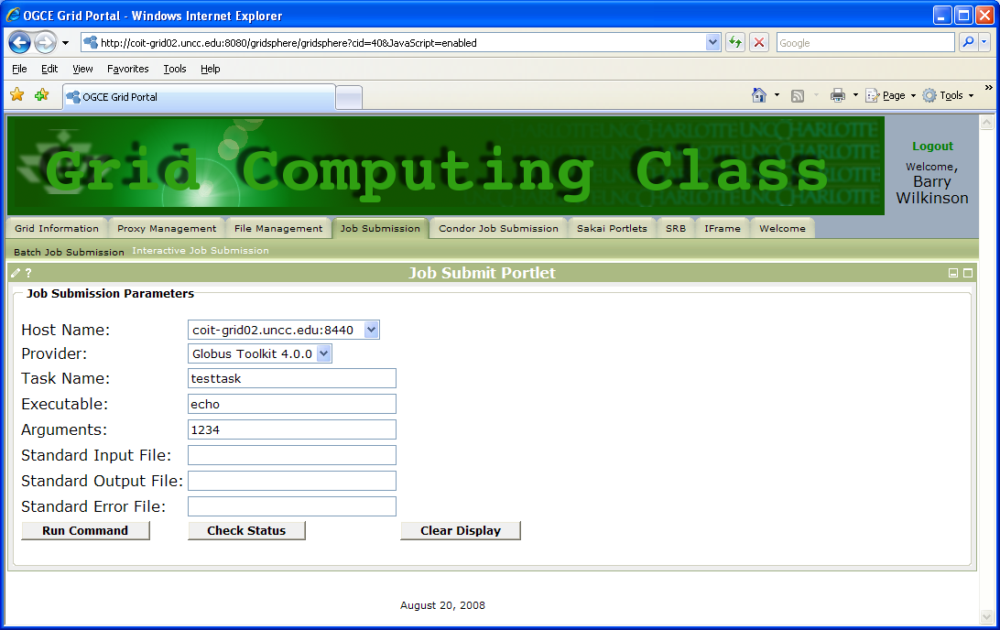 OGCE Grid Portal - Windows Internet Explorer
http://coit-grid02.uncc.edu:8080/gridsphere/gridsphere?cid=40&JavaScript=enabled
Google
File Edit View Favorites Tools Help
OGCE Grid Portal
Page Tools »
Grid Computing Class
Logout
Welcome,
Barry
Wilkinson
Grid Information Proxy Management File Management Job Submission Condor Job Submission Sakai Portlets SRB IFrame Welcome
Batch Job Submission Interactive Job Submission
? Job Submit Portlet
Job Submission Parameters
Host Name: coit-grid02.uncc.edu:8440
Provider: Globus Toolkit 4.0.0
Task Name: testtask
Executable: echo
Arguments: 1234
Standard Input File:
Standard Output File:
Standard Error File:
Run Command Check Status Clear Display
August 20, 2008